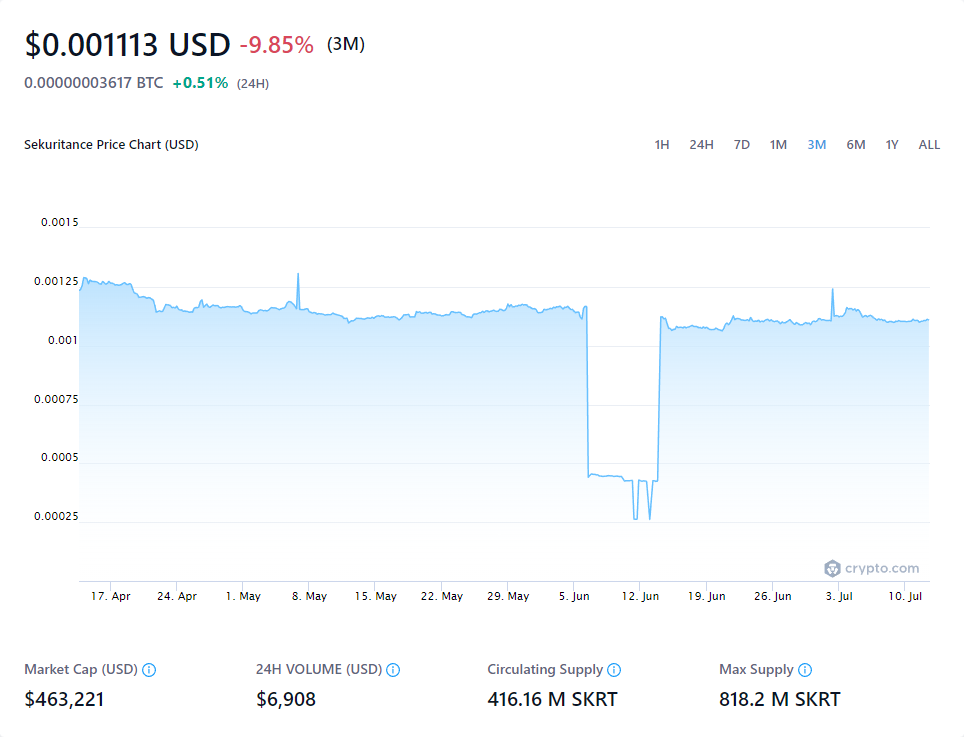 $0.001113 USD -9.85% (3M)
0.00000003617 BTC +0.51% (24H)
Sekuritance Price Chart (USD)
1H 24H 7D 1M 3M 6M 1Y ALL
0.0015
0.00125
0.001
0.00075
0.0005
0.00025
crypto.com
17. Apr 24. Apr 1. May 8. May 15. May 22. May 29. May 5. Jun 12. Jun 19. Jun 26. Jun 3. Jul 10. Jul
Market Cap (USD) 24H VOLUME (USD) Circulating Supply Max Supply
$463,221 $6,908 416.16 M SKRT 818.2 M SKRT